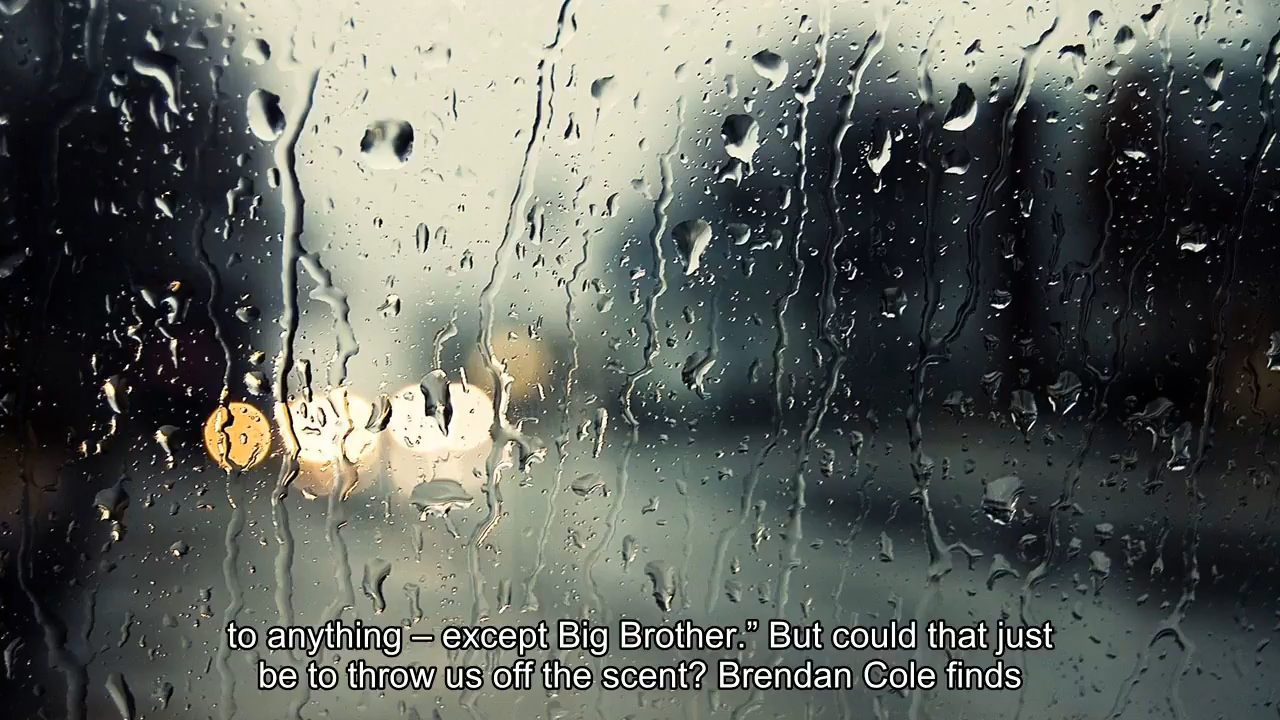 to anything – except Big Brother.” But could that just
be to throw us off the scent? Brendan Cole finds